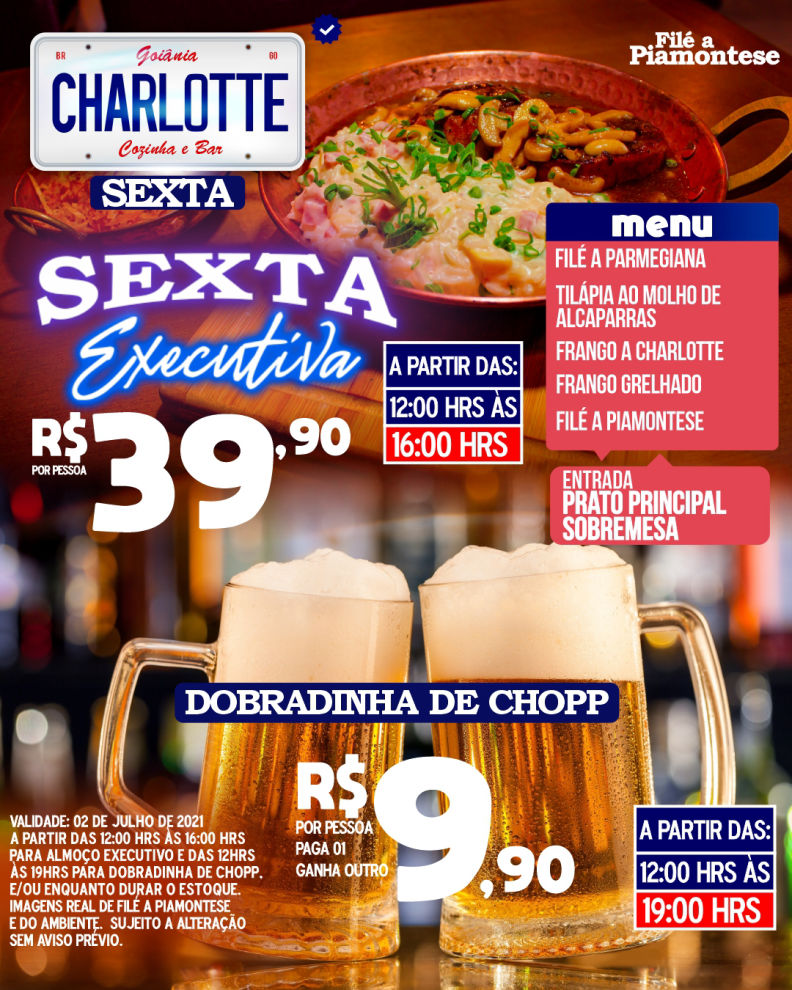 BR Goiânia GO
CHARLOTTE
Cozinha e Bar
SEXTA
Filé a
Piamontese
SEXTA
Executiva
R$ 39,90
POR PESSOA
A PARTIR DAS:
12:00 HRS ÀS
16:00 HRS
menu
FILÉ A PARMEGIANA
TILÁPIA AO MOLHO DE
ALCAPARRAS
FRANGO A CHARLOTTE
FRANGO GRELHADO
FILÉ A PIAMONTESE
ENTRADA
PRATO PRINCIPAL
SOBREMESA
DOBRADINHA DE CHOPP
R$ 9,90
POR PESSOA
PAGA 01
GANHA OUTRO
A PARTIR DAS:
12:00 HRS ÀS
19:00 HRS
VALIDADE: 02 DE JULHO DE 2021
A PARTIR DAS 12:00 HRS ÀS 16:00 HRS
PARA ALMOÇO EXECUTIVO E DAS 12HRS
ÀS 19HRS PARA DOBRADINHA DE CHOPP,
E/OU ENQUANTO DURAR O ESTOQUE.
IMAGENS REAL DE FILÉ A PIAMONTESE
E DO AMBIENTE. SUJEITO A ALTERAÇÃO
SEM AVISO PRÉVIO.